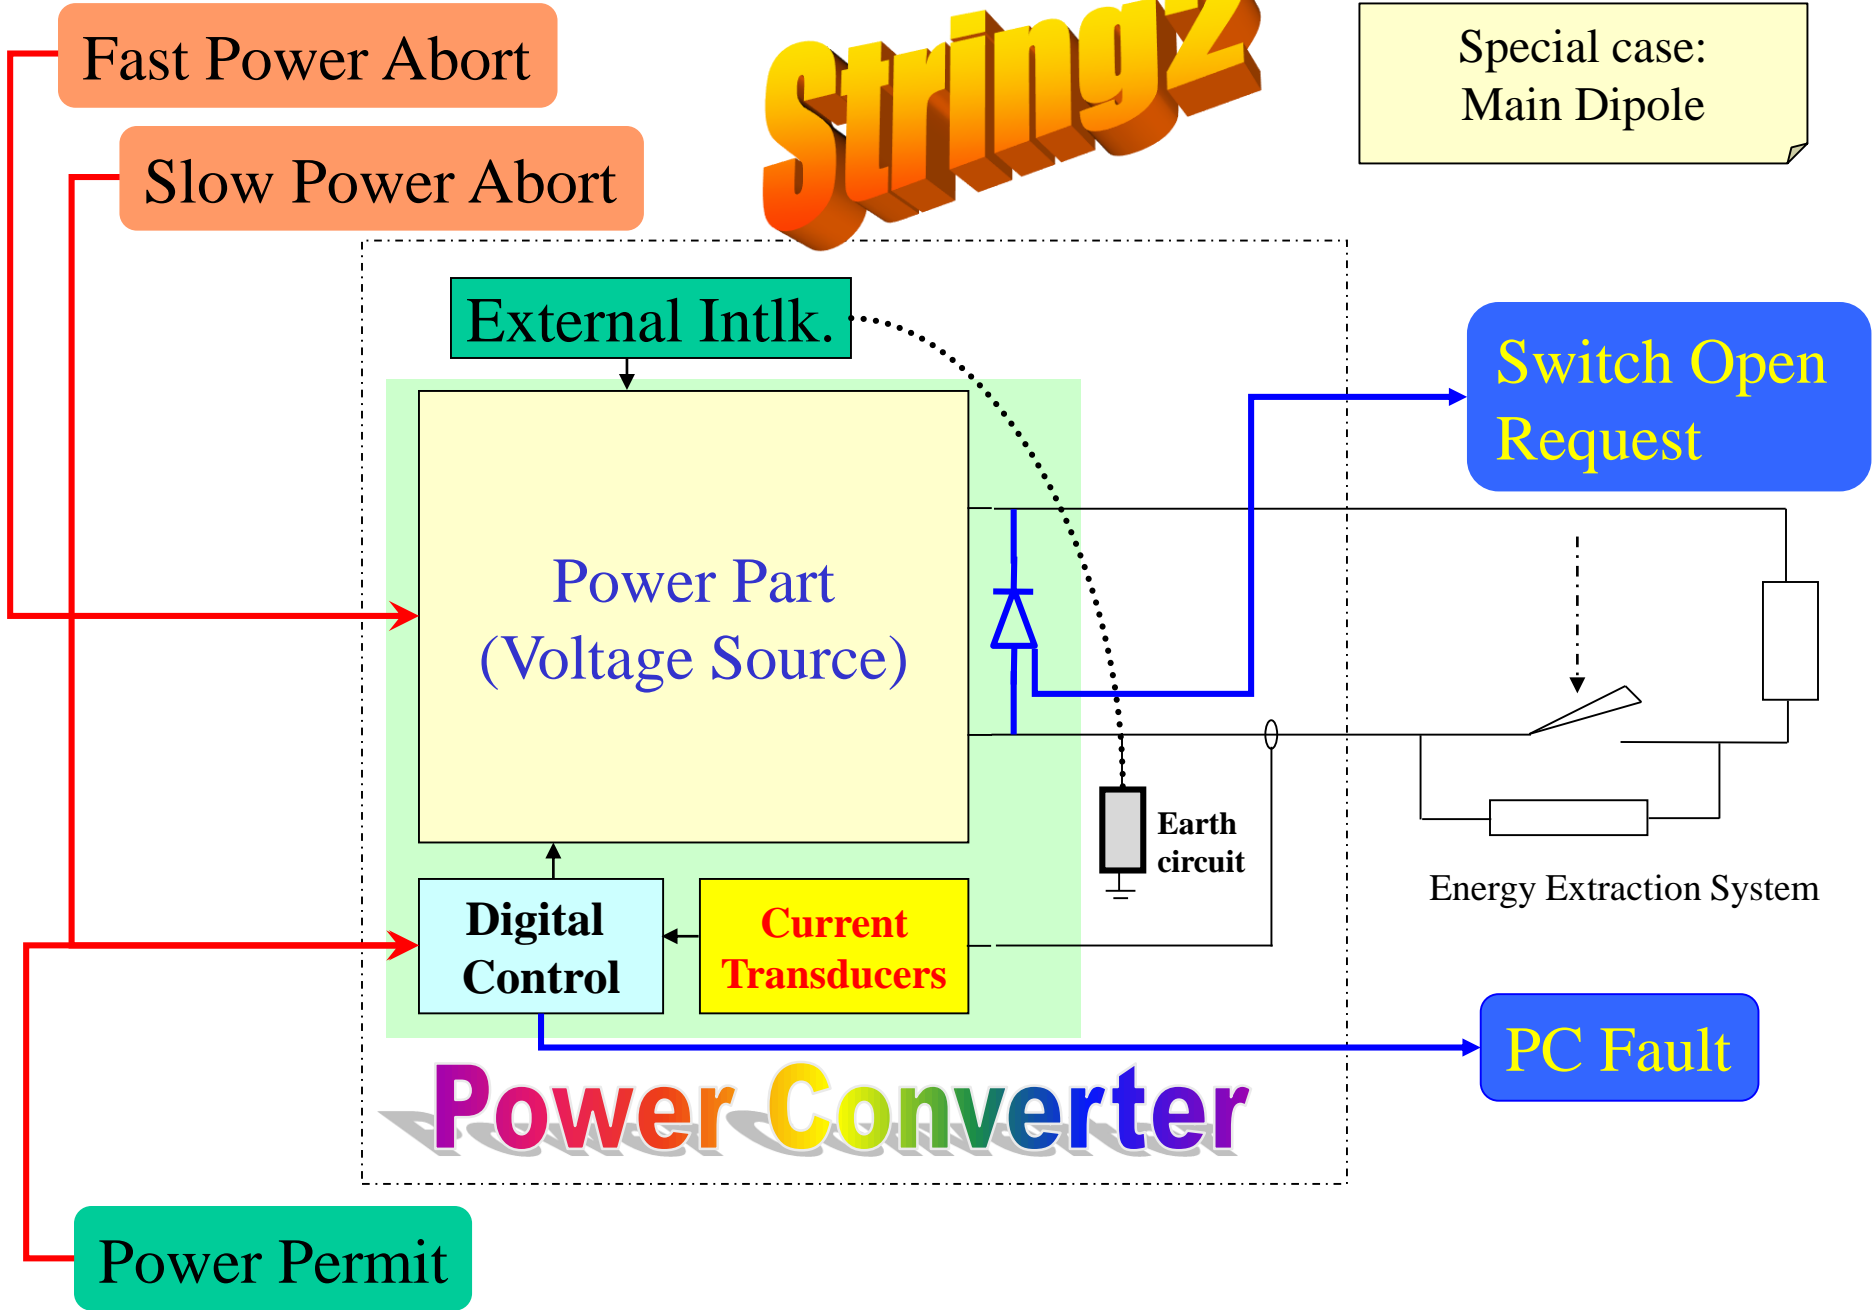 Fast Power Abort
String2
Special case:
Main Dipole
Slow Power Abort
External Intlk.
Switch Open
Request
Power Part
(Voltage Source)
Earth
circuit
Energy Extraction System
Digital
Control
Current
Transducers
PC Fault
Power Converter
Power Permit